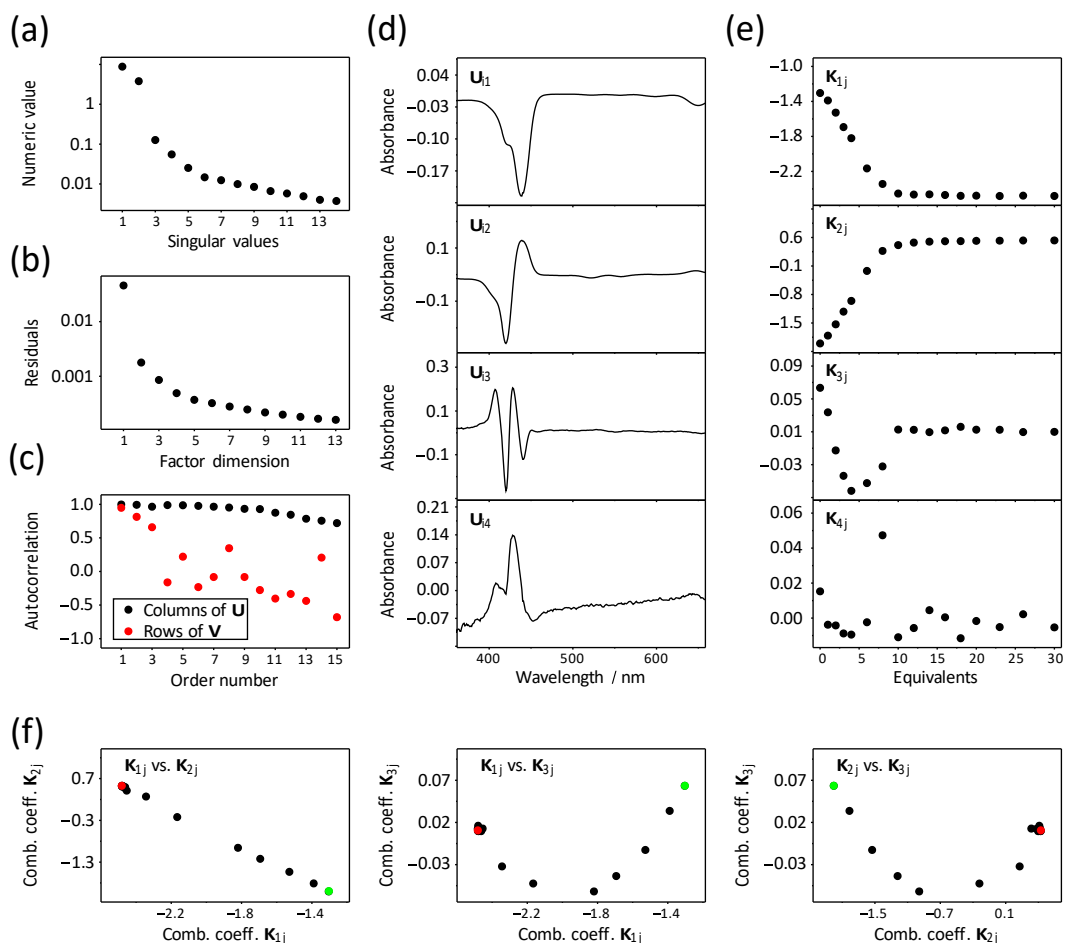 (a)
Numeric value
1
0.1
0.01
1 3 5 7 9 11 13
Singular values
(b)
Residuals
0.01
0.001
1 3 5 7 9 11 13
Factor dimension
(c)
Autocorrelation
1.0
0.5
0.0
−0.5
−1.0
Columns of U
Rows of V
1 3 5 7 9 11 13 15
Order number
(d)
Ui1
Absorbance
0.04
−0.03
−0.10
−0.17
Ui2
Absorbance
0.1
−0.1
Ui3
Absorbance
0.3
0.1
−0.1
Ui4
Absorbance
0.21
0.14
0.00
−0.07
400 500 600
Wavelength / nm
(e)
K1j
−1.0
−1.4
−1.8
−2.2
K2j
0.6
−0.1
−0.8
−1.5
K3j
0.09
0.05
0.01
−0.03
K4j
0.06
0.04
0.02
0.00
0 5 10 15 20 25 30
Equivalents
(f)
K1j vs. K2j
Comb. coeff. K2j
0.7
−0.3
−1.3
−2.2 −1.8 −1.4
Comb. coeff. K1j
K1j vs. K3j
Comb. coeff. K3j
0.07
0.02
−0.03
−2.2 −1.8 −1.4
Comb. coeff. K1j
K2j vs. K3j
Comb. coeff. K3j
0.07
0.02
−0.03
−1.5 −0.7 0.1
Comb. coeff. K2j